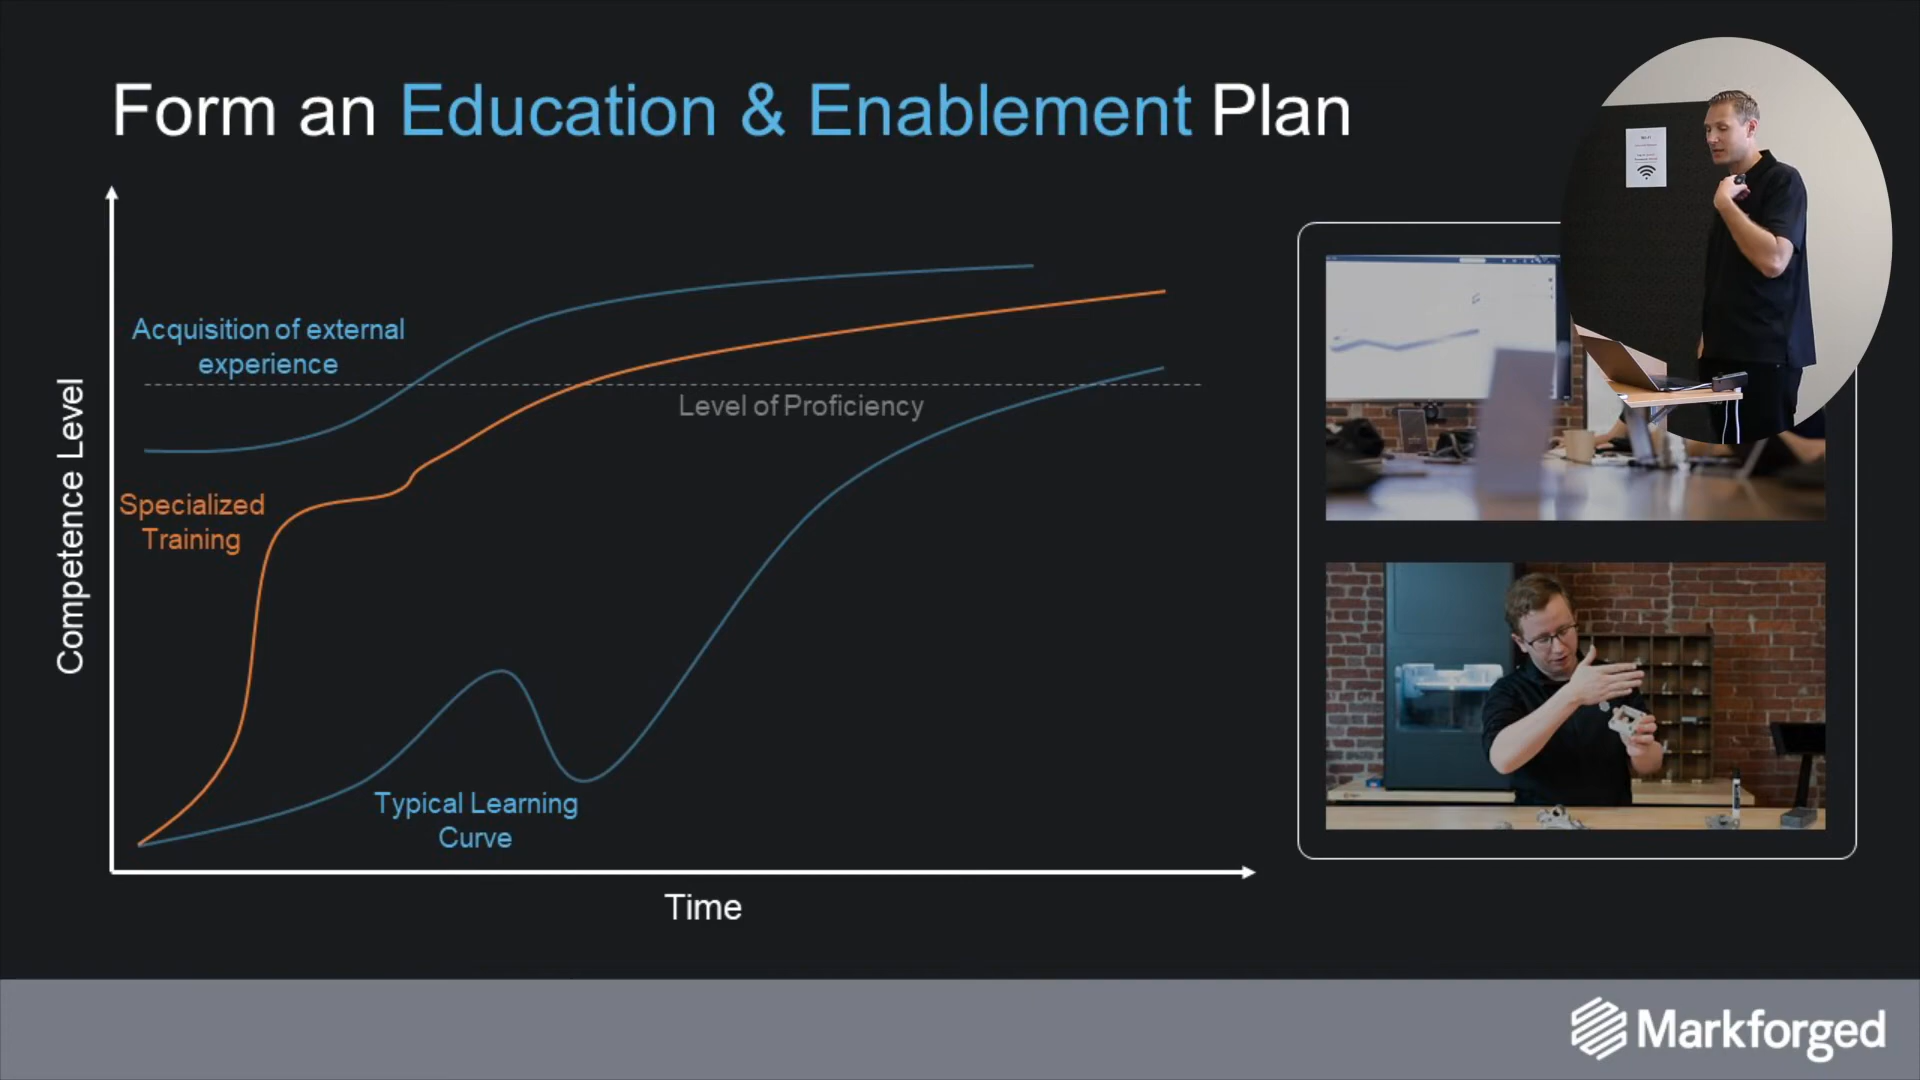 Form an Education & Enablement Plan
Acquisition of external
experience
Level of Proficiency
Competence Level
Specialized
Training
Typical Learning
Curve
Time
Markforged